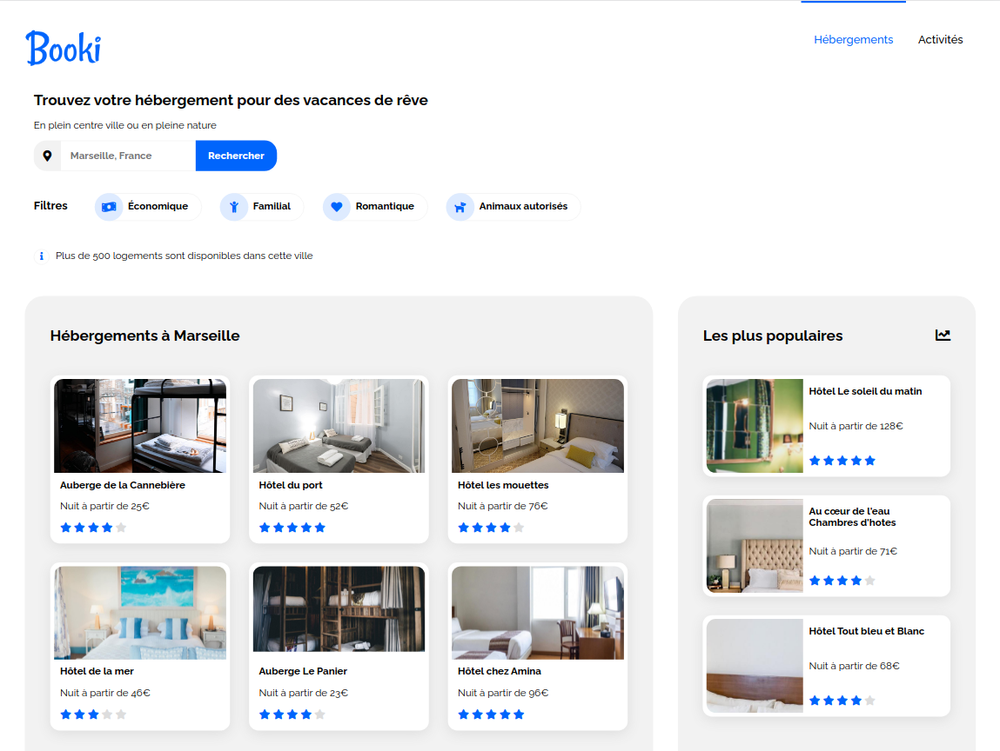 Booki
Hébergements
Activités
Trouvez votre hébergement pour des vacances de rêve
En plein centre ville ou en pleine nature
Marseille, France
Rechercher
Filtres
Économique
Familial
Romantique
Animaux autorisés
Plus de 500 logements sont disponibles dans cette ville
Hébergements à Marseille
Auberge de la Cannebière
Nuit à partir de 25€
Hôtel du port
Nuit à partir de 52€
Hôtel les mouettes
Nuit à partir de 76€
Hôtel de la mer
Nuit à partir de 46€
Auberge Le Panier
Nuit à partir de 23€
Hôtel chez Amina
Nuit à partir de 96€
Les plus populaires
Hôtel Le soleil du matin
Nuit à partir de 128€
Au cœur de l'eau
Chambres d'hotes
Nuit à partir de 71€
Hôtel Tout bleu et Blanc
Nuit à partir de 68€